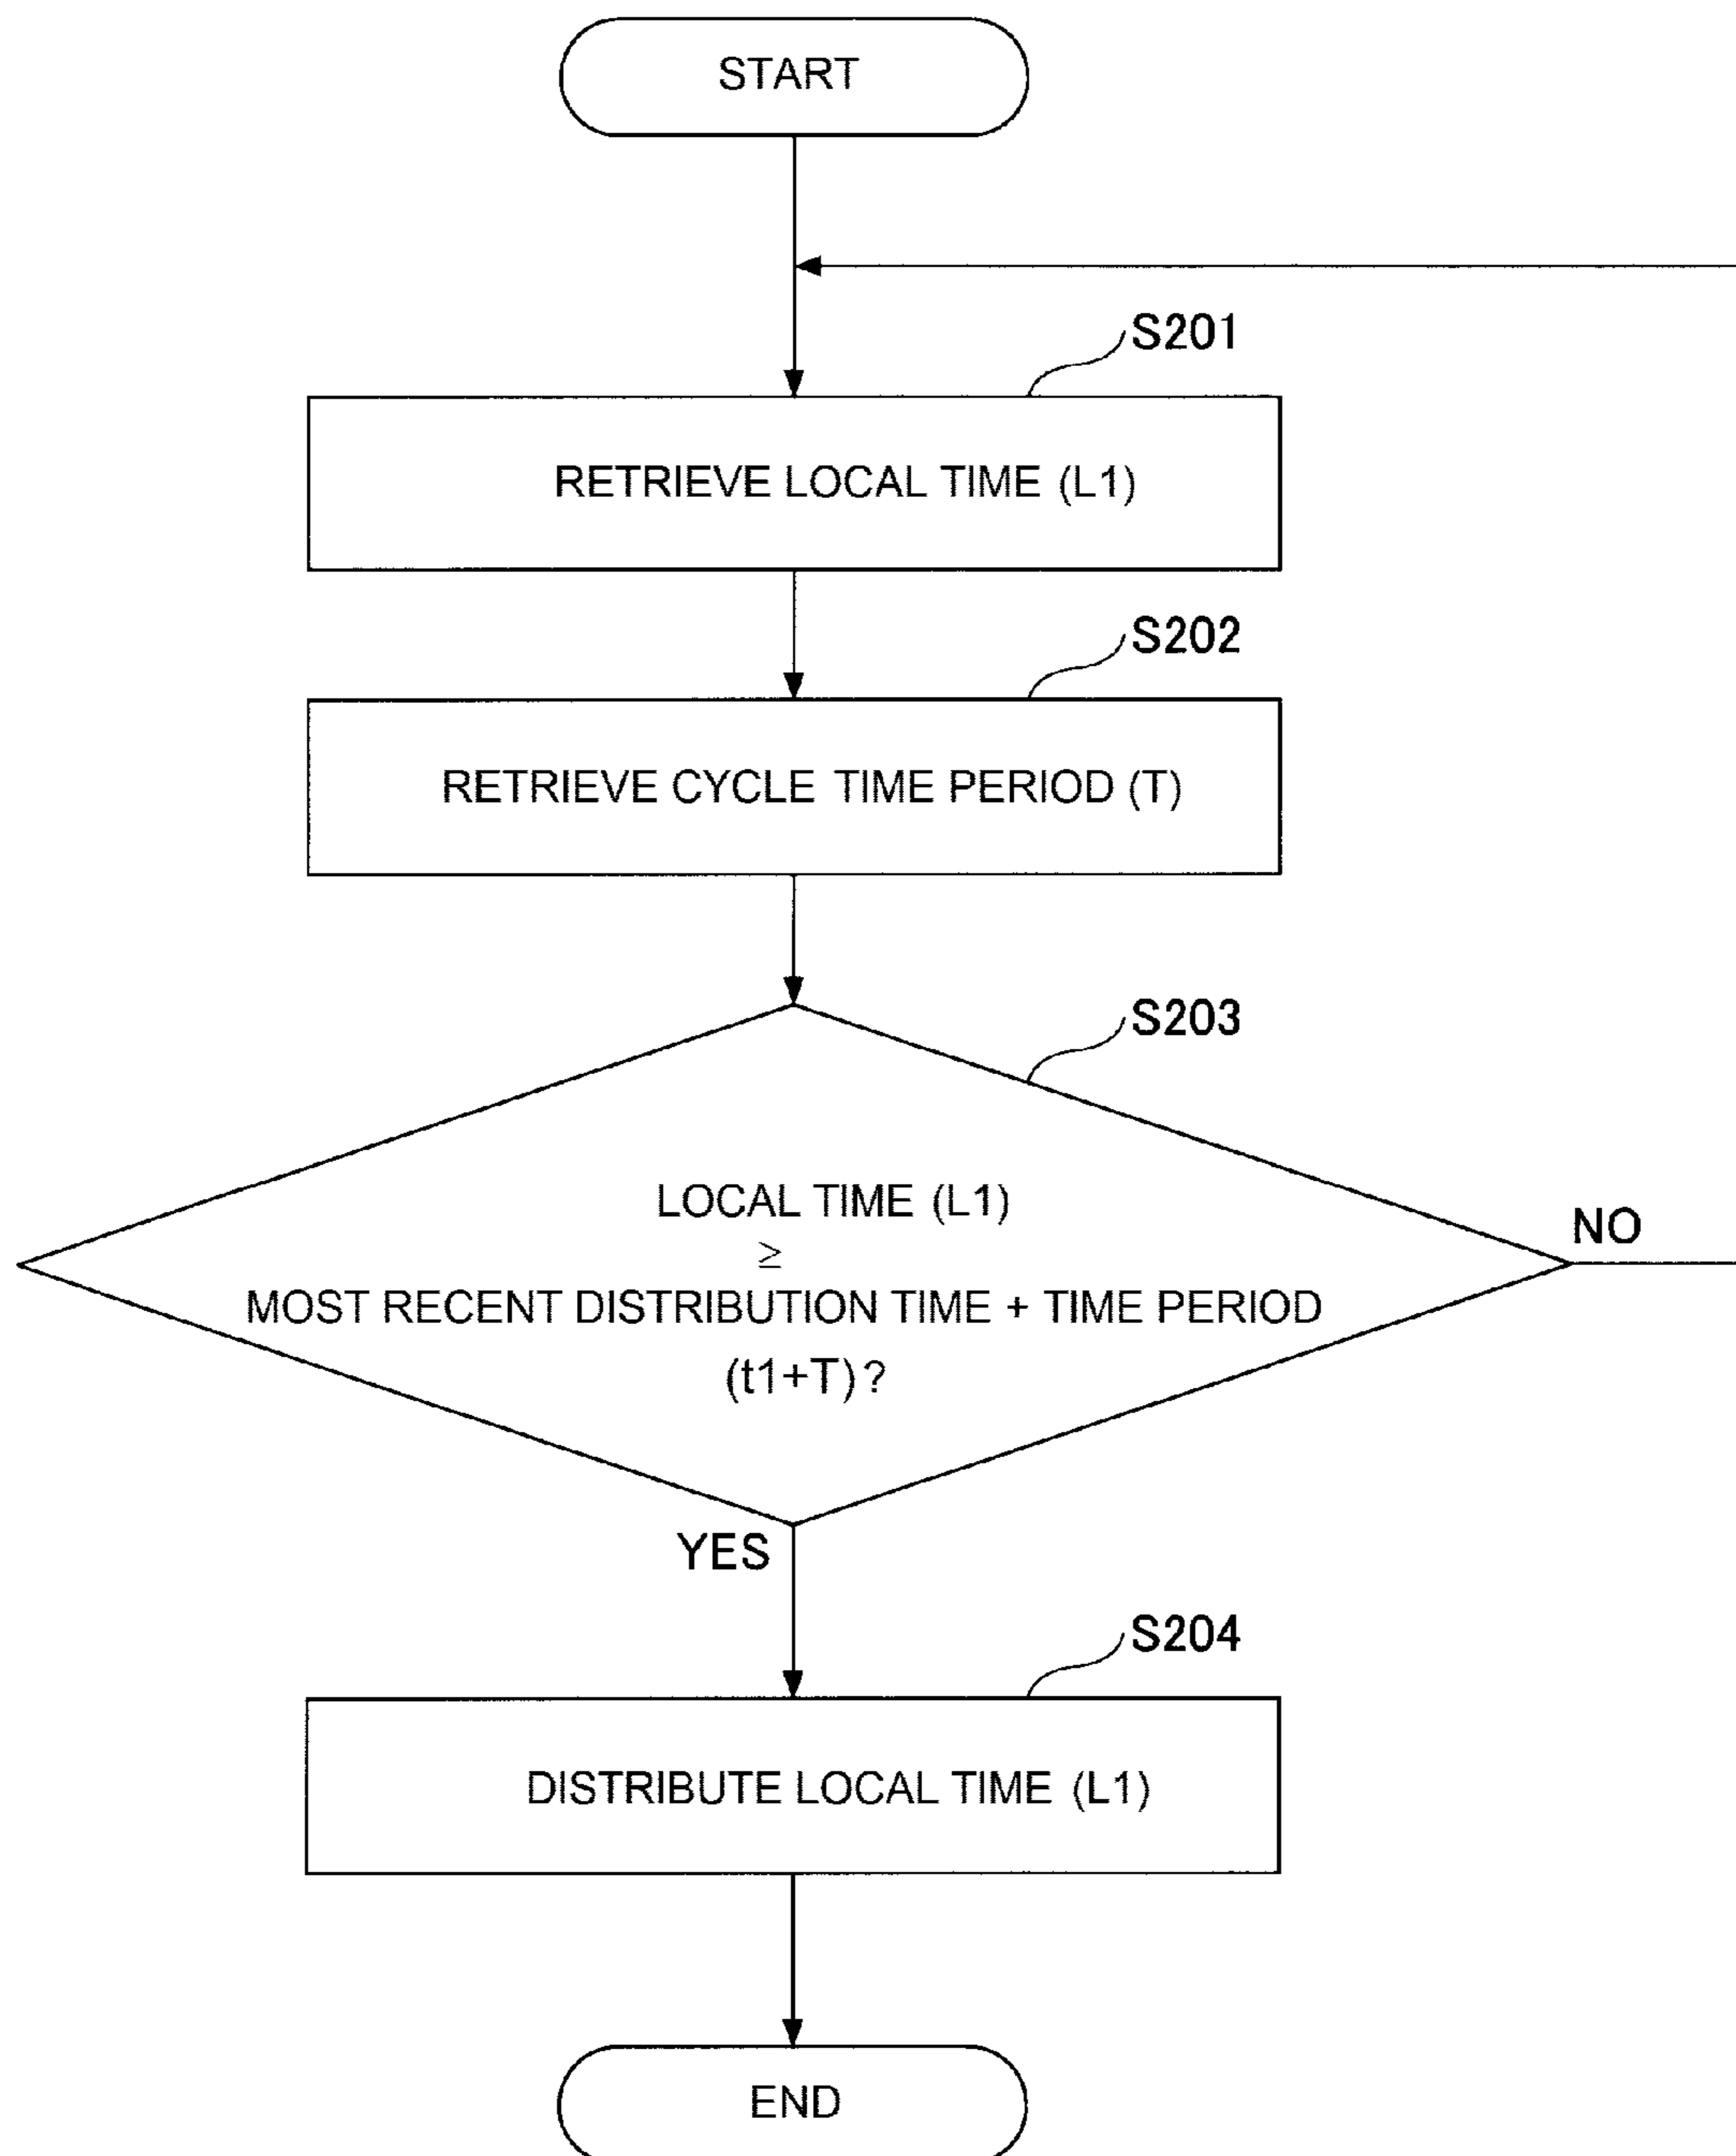 START
S201
RETRIEVE LOCAL TIME (L1)
S202
RETRIEVE CYCLE TIME PERIOD (T)
S203
LOCAL TIME (L1)
≥
MOST RECENT DISTRIBUTION TIME + TIME PERIOD
(t1+T)?
NO
YES
S204
DISTRIBUTE LOCAL TIME (L1)
END